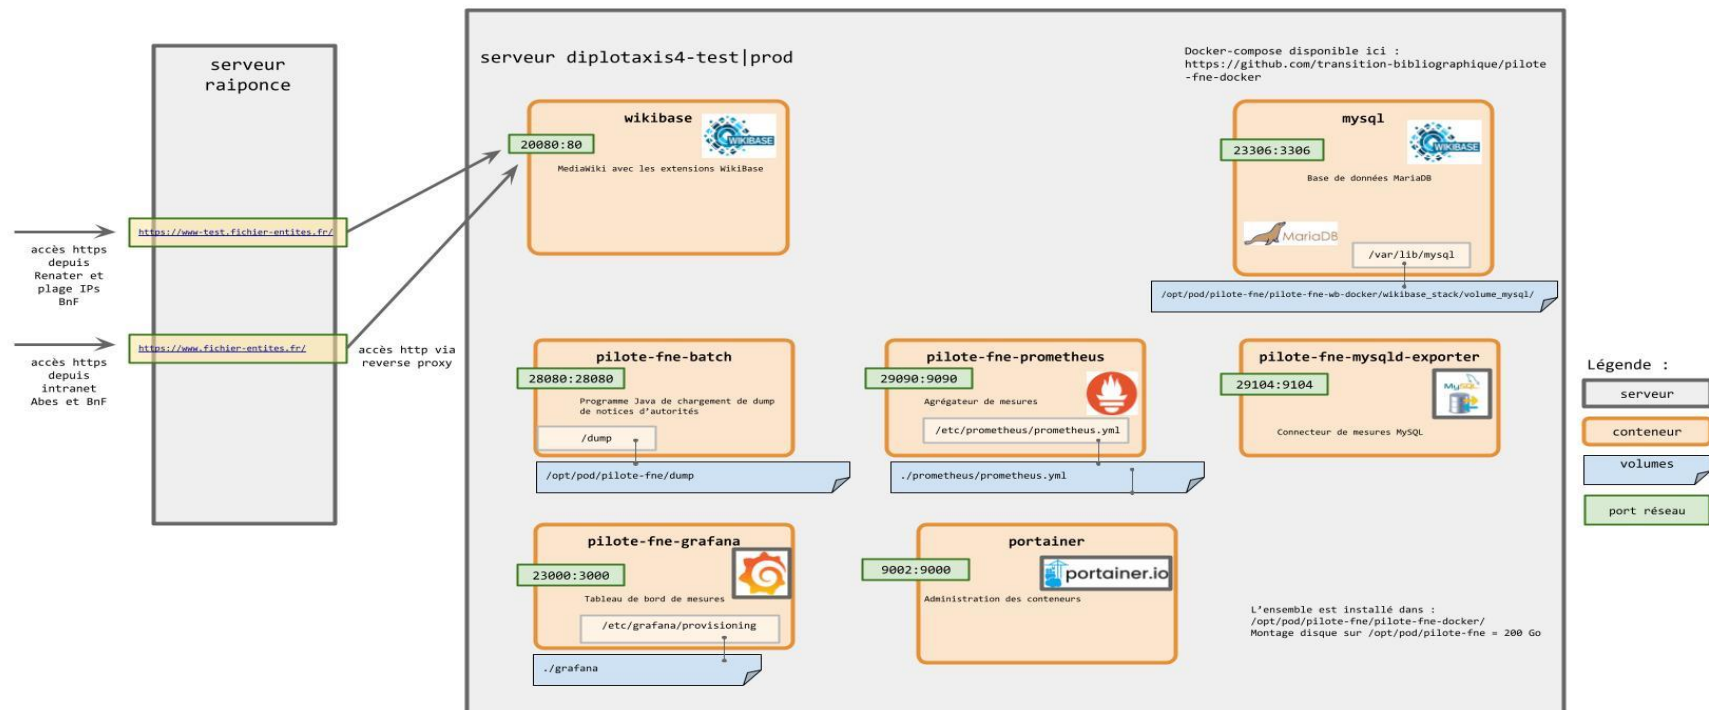 serveur
raiponce
https://www-test.fichier-entites.fr/
accès https
depuis
Renater et
plage IPs
BnF
https://www.fichier-entites.fr/
accès https
depuis
intranet
Abes et BnF
accès http via
reverse proxy
serveur diplotaxis4-test|prod
Docker-compose disponible ici :
https://github.com/transition-bibliographique/pilote
-fne-docker
wikibase
WIKIBASE
20080:80
MediaWiki avec les extensions WikiBase
mysql
WIKIBASE
23306:3306
Base de données MariaDB
MariaDB
/var/lib/mysql
/opt/pod/pilote-fne/pilote-fne-wb-docker/wikibase_stack/volume_mysql/
pilote-fne-batch
28080:28080
Programme Java de chargement de dump
de notices d'autorités
/dump
/opt/pod/pilote-fne/dump
pilote-fne-prometheus
29090:9090
Agrégateur de mesures
/etc/prometheus/prometheus.yml
./prometheus/prometheus.yml
pilote-fne-mysqld-exporter
29104:9104
MySQL
Connecteur de mesures MySQL
pilote-fne-grafana
23000:3000
Tableau de bord de mesures
/etc/grafana/provisioning
./grafana
portainer
9002:9000
portainer.io
Administration des conteneurs
L'ensemble est installé dans :
/opt/pod/pilote-fne/pilote-fne-docker/
Montage disque sur /opt/pod/pilote-fne = 200 Go
Légende :
serveur
conteneur
volumes
port réseau